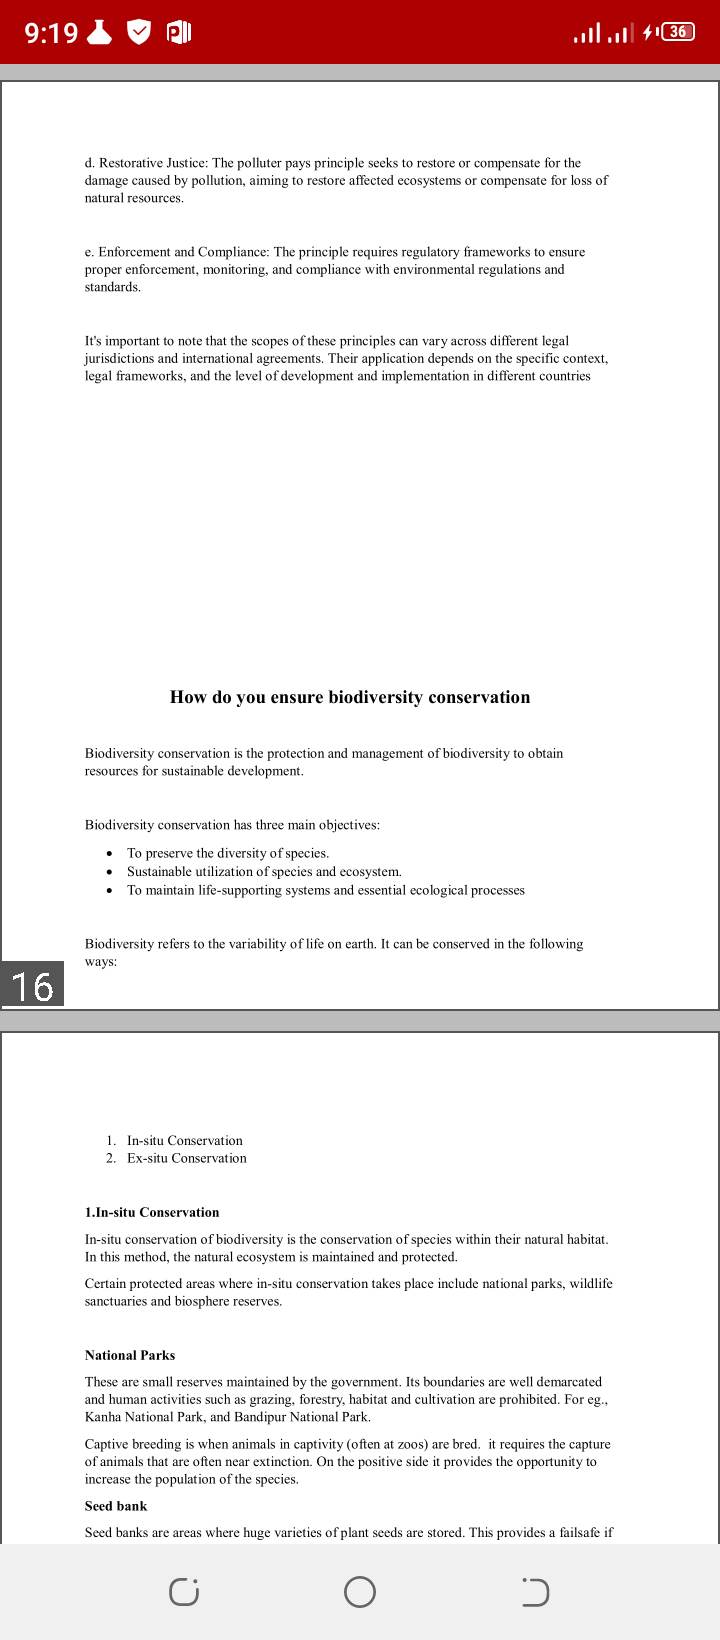 9:19
36
d. Restorative Justice: The polluter pays principle seeks to restore or compensate for the
damage caused by pollution, aiming to restore affected ecosystems or compensate for loss of
natural resources.
e. Enforcement and Compliance: The principle requires regulatory frameworks to ensure
proper enforcement, monitoring, and compliance with environmental regulations and
standards.
It's important to note that the scopes of these principles can vary across different legal
jurisdictions and international agreements. Their application depends on the specific context,
legal frameworks, and the level of development and implementation in different countries
How do you ensure biodiversity conservation
Biodiversity conservation is the protection and management of biodiversity to obtain
resources for sustainable development.
Biodiversity conservation has three main objectives:
• To preserve the diversity of species.
• Sustainable utilization of species and ecosystem.
• To maintain life-supporting systems and essential ecological processes
Biodiversity refers to the variability of life on earth. It can be conserved in the following
ways:
16
1. In-situ Conservation
2. Ex-situ Conservation
1.In-situ Conservation
In-situ conservation of biodiversity is the conservation of species within their natural habitat.
In this method, the natural ecosystem is maintained and protected.
Certain protected areas where in-situ conservation takes place include national parks, wildlife
sanctuaries and biosphere reserves.
National Parks
These are small reserves maintained by the government. Its boundaries are well demarcated
and human activities such as grazing, forestry, habitat and cultivation are prohibited. For eg.,
Kanha National Park, and Bandipur National Park.
Captive breeding is when animals in captivity (often at zoos) are bred.  it requires the capture
of animals that are often near extinction. On the positive side it provides the opportunity to
increase the population of the species.
Seed bank
Seed banks are areas where huge varieties of plant seeds are stored. This provides a failsafe if